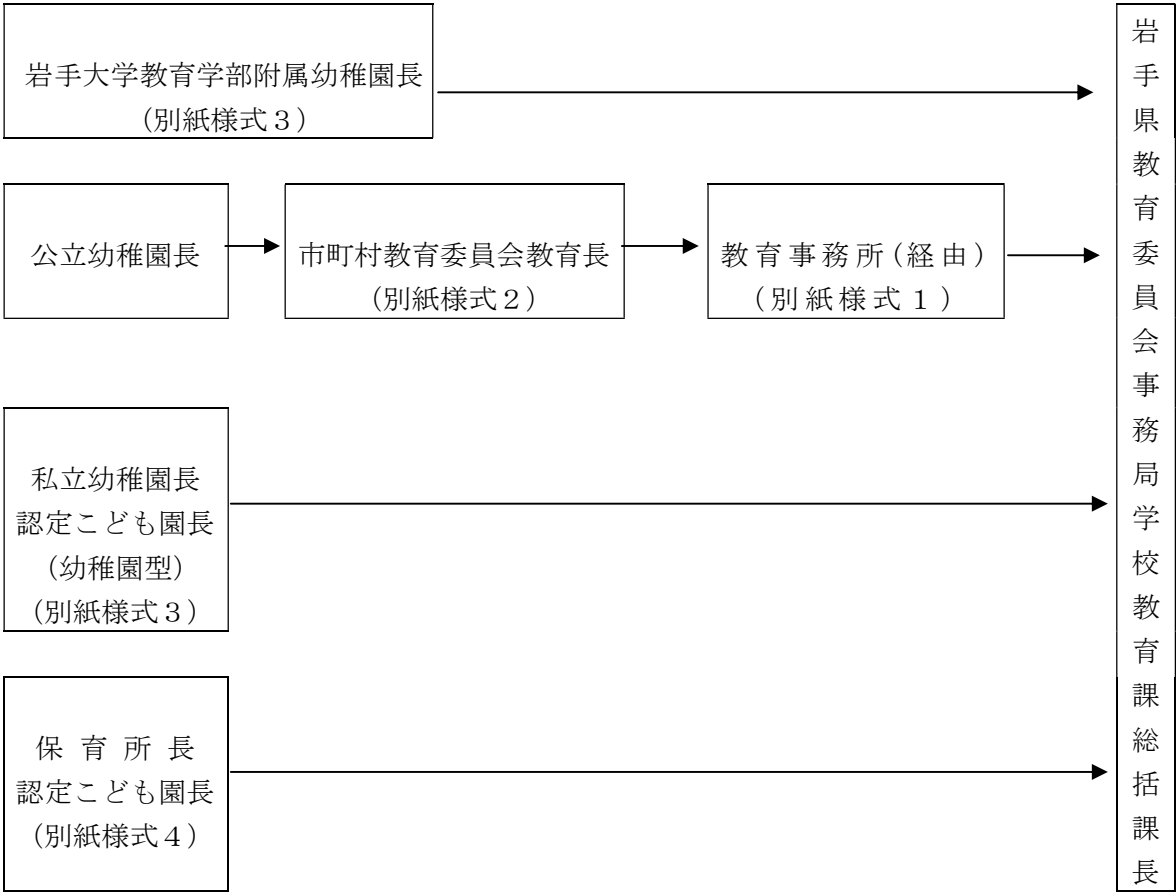 岩手大学教育学部附属幼稚園長
(別紙様式3)
公立幼稚園長
市町村教育委員会教育長
(別紙様式2)
教育事務所(経由)
(別紙様式1)
私立幼稚園長
認定こども園長
(幼稚園型)
(別紙様式3)
保育所長
認定こども園長
(別紙様式4)
岩手県教育委員会事務局学校教育課総括課長